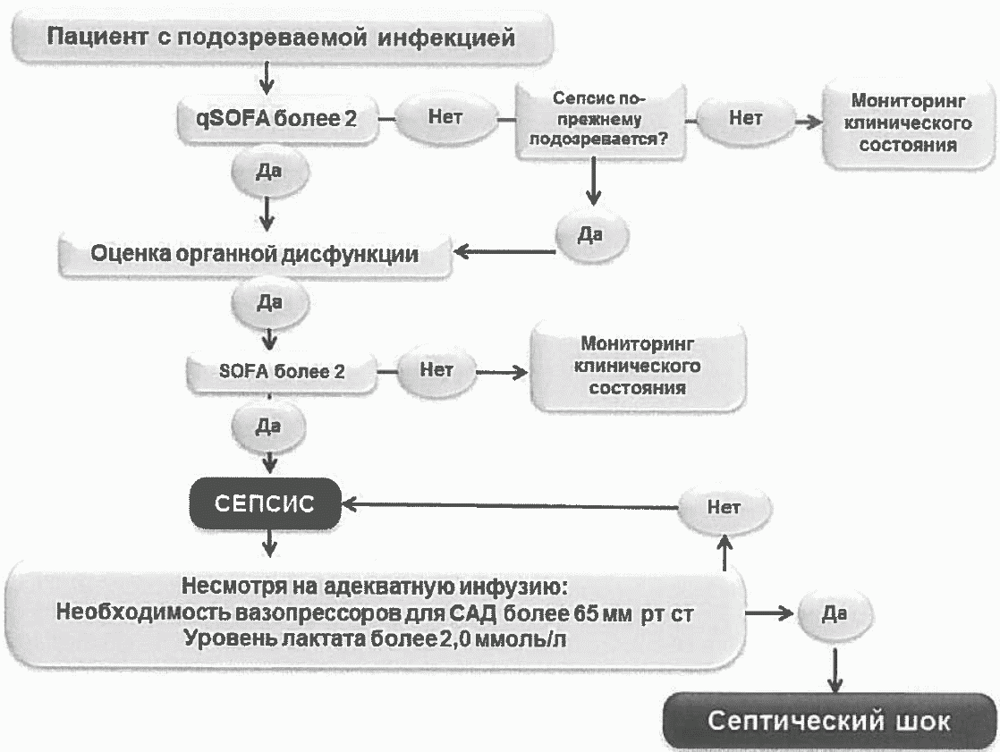 Пациент с подозреваемой инфекцией
qSOFA более 2
Нет
Сепсис по-
прежнему
подозревается?
Нет
Мониторинг
клинического
состояния
Да
Да
Оценка органной дисфункции
Да
SOFA более 2
Нет
Мониторинг
клинического
состояния
Да
СЕПСИС
Нет
Несмотря на адекватную инфузию:
Необходимость вазопрессоров для САД более 65 мм рт ст
Уровень лактата более 2,0 ммоль/л
Да
Септический шок